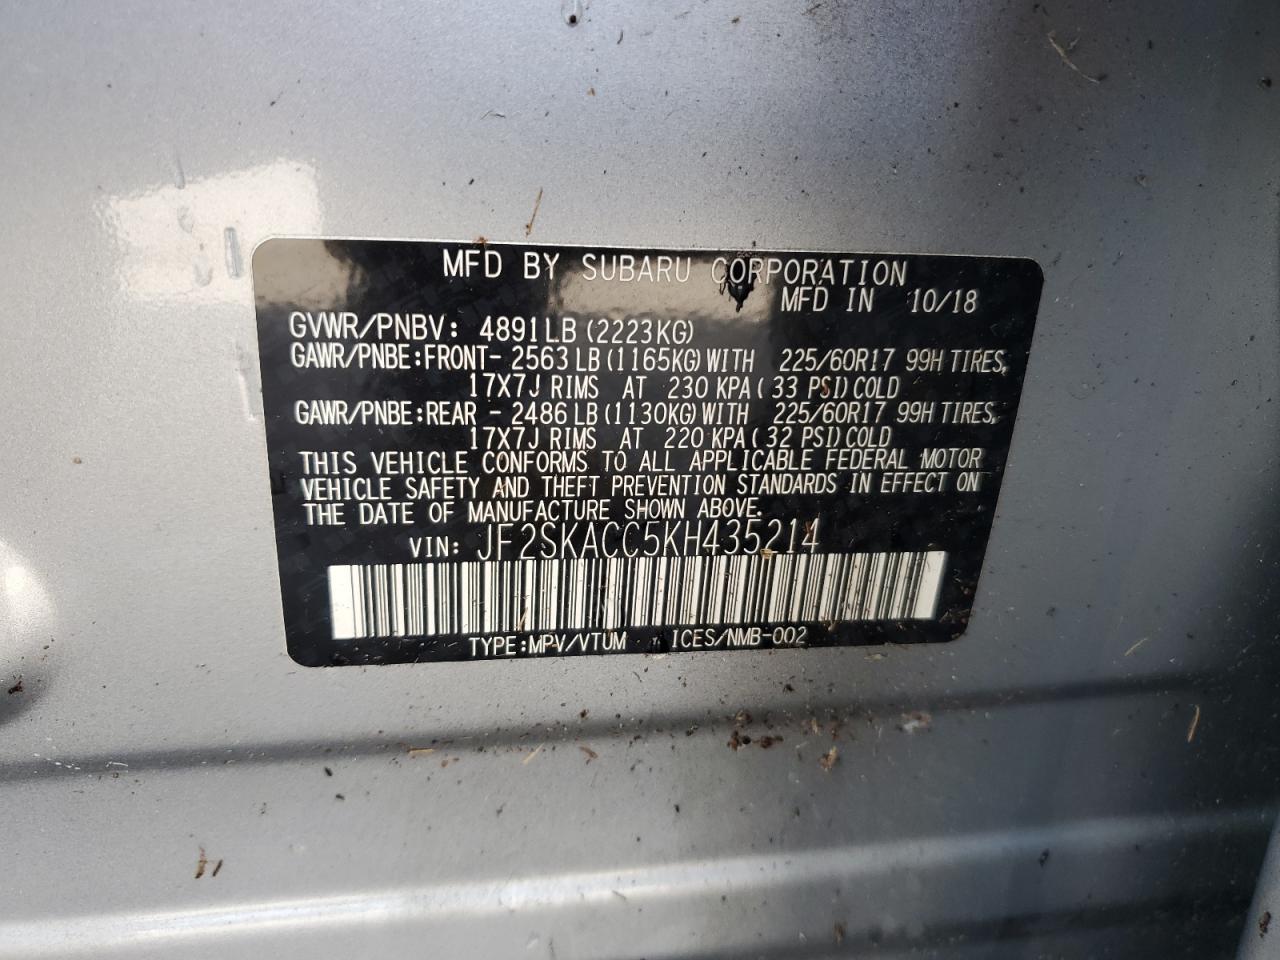 MFD BY SUBARU CORPORATION
MFD IN 10/18
GVWR/PNBV: 4891LB (2223KG)
GAWR/PNBE:FRONT- 2563LB (1165KG) WITH 225/60R17 99H TIRES,
17X7J RIMS AT 230 KPA ( 33 PSI) COLD
GAWR/PNBE:REAR - 2486LB (1130KG) WITH 225/60R17 99H TIRES,
17X7J RIMS AT 220 KPA ( 32 PSI) COLD
THIS VEHICLE CONFORMS TO ALL APPLICABLE FEDERAL MOTOR
VEHICLE SAFETY AND THEFT PREVENTION STANDARDS IN EFFECT ON
THE DATE OF MANUFACTURE SHOWN ABOVE.
VIN: JF2SKACC5KH435214
TYPE:MPV/VTUM ICES/NMB-002